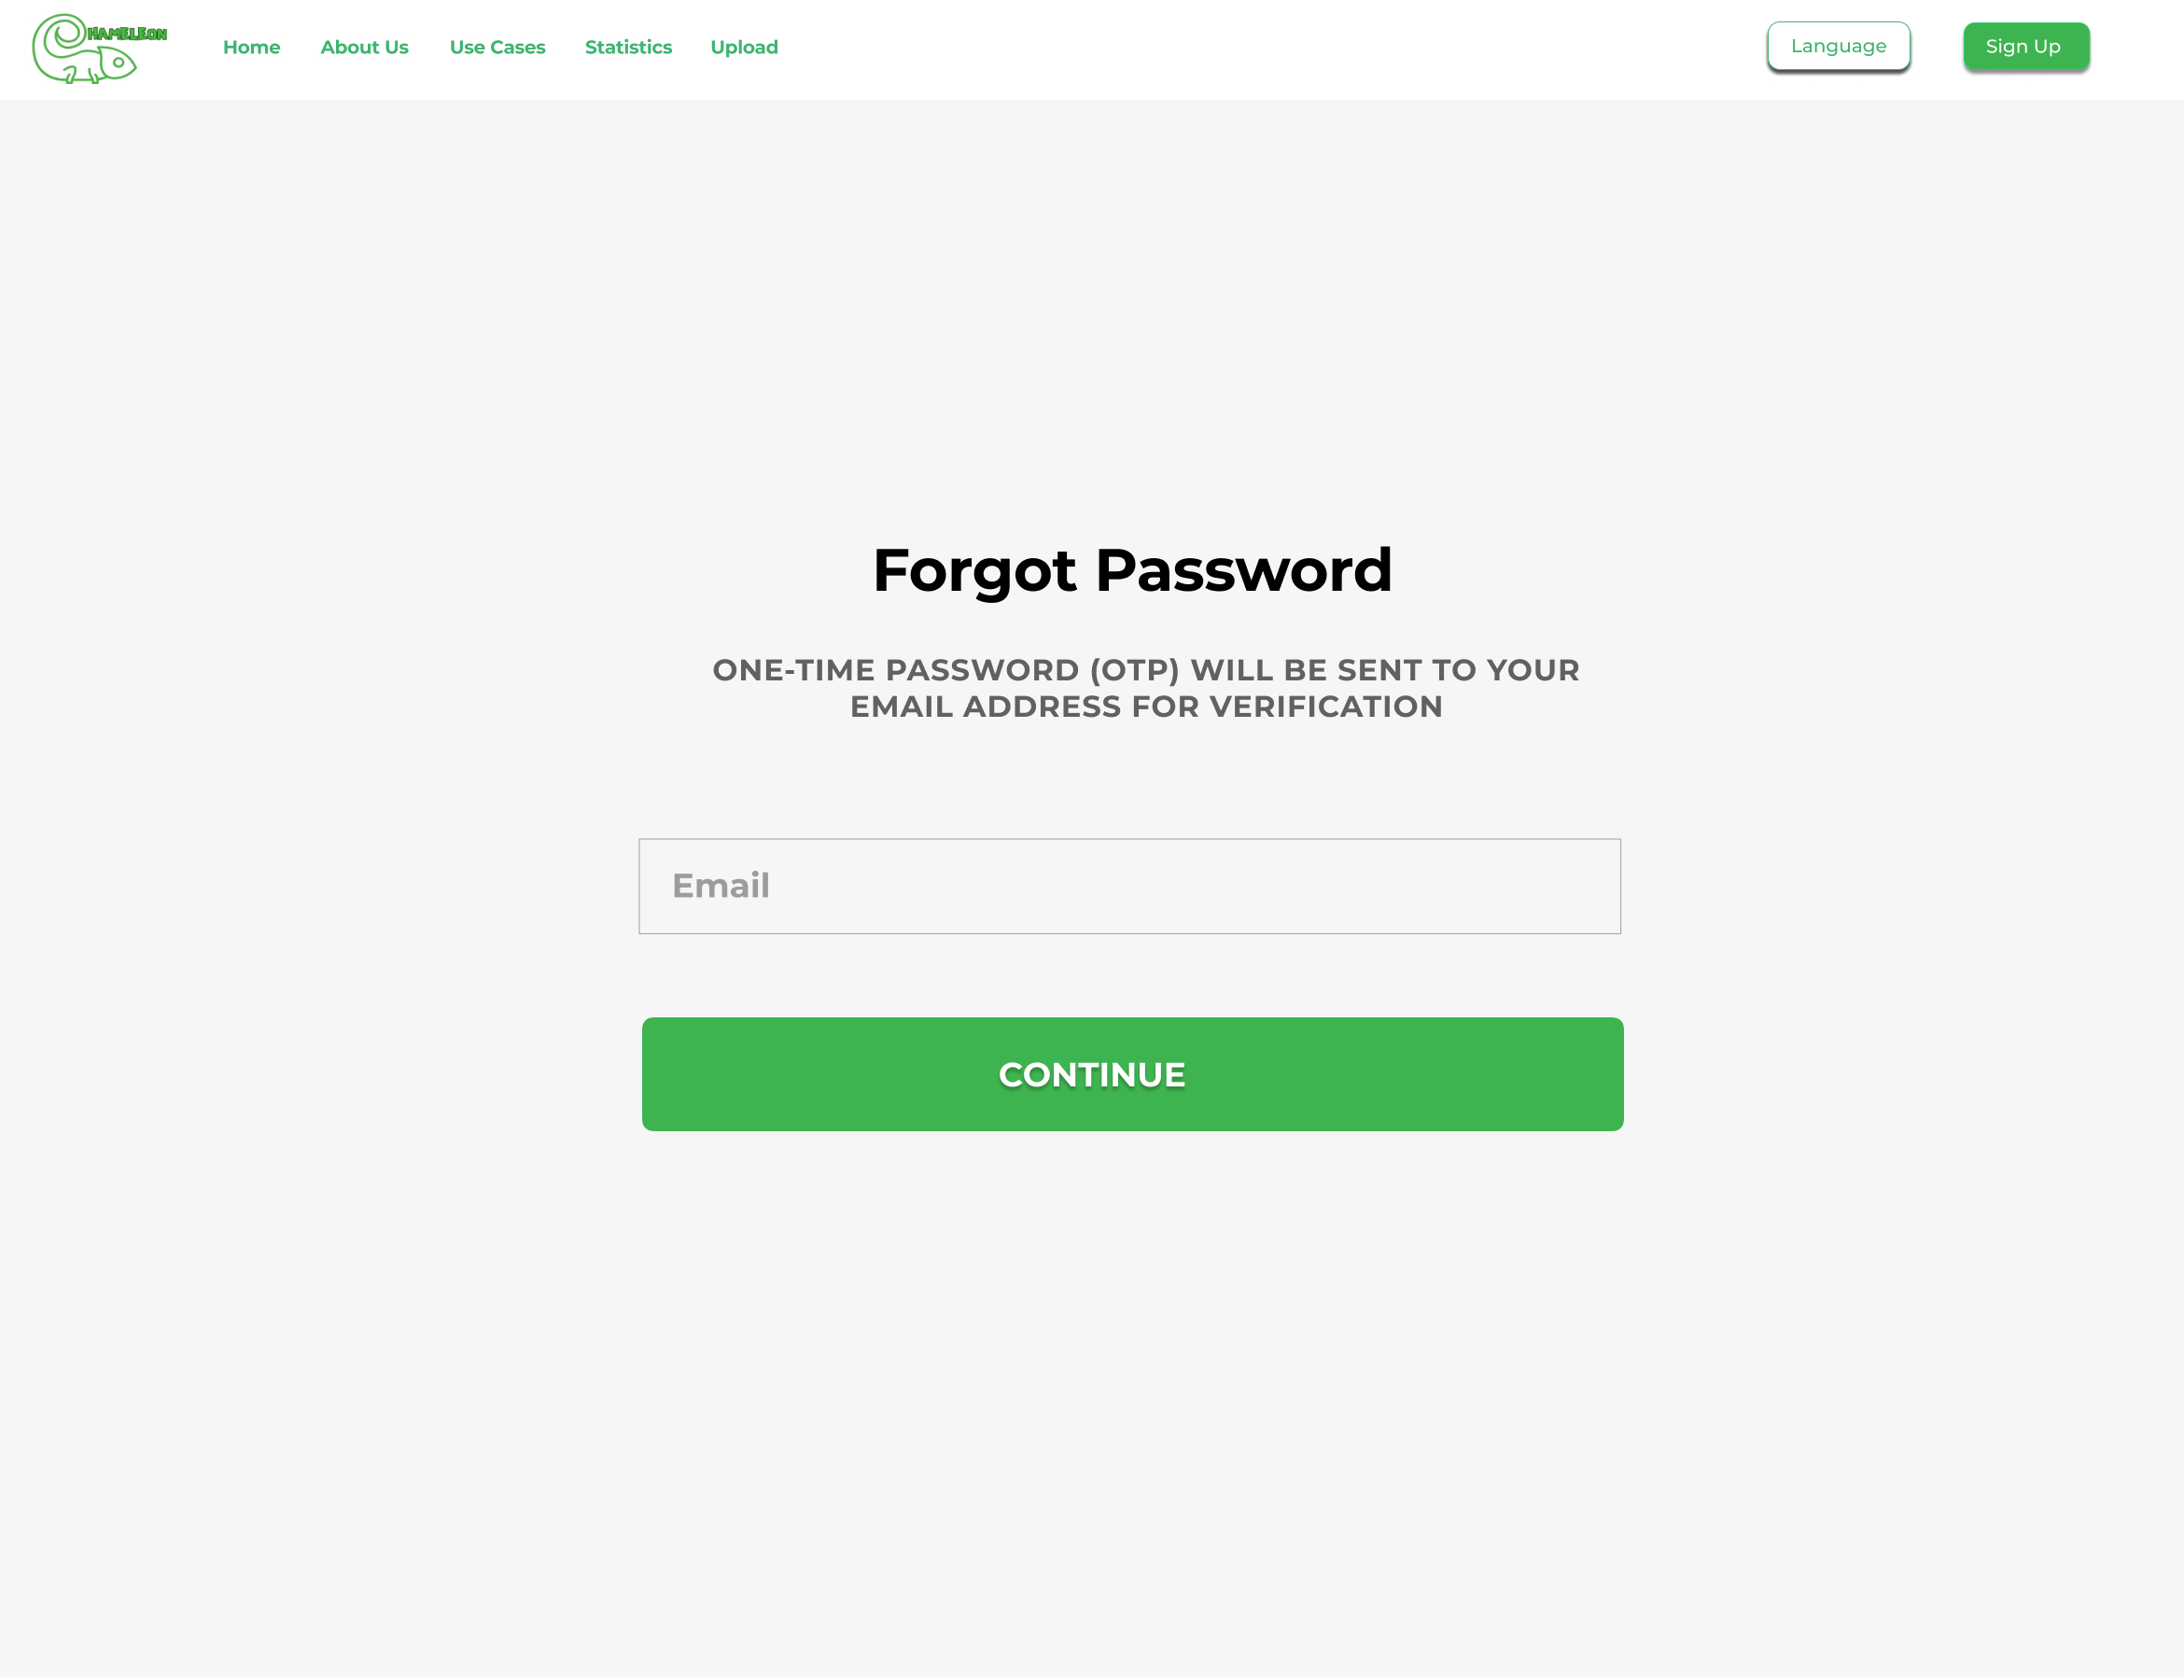 HAMELEON
Home About Us Use Cases Statistics Upload Language Sign Up
Forgot Password
ONE-TIME PASSWORD (OTP) WILL BE SENT TO YOUR
EMAIL ADDRESS FOR VERIFICATION
Email
CONTINUE